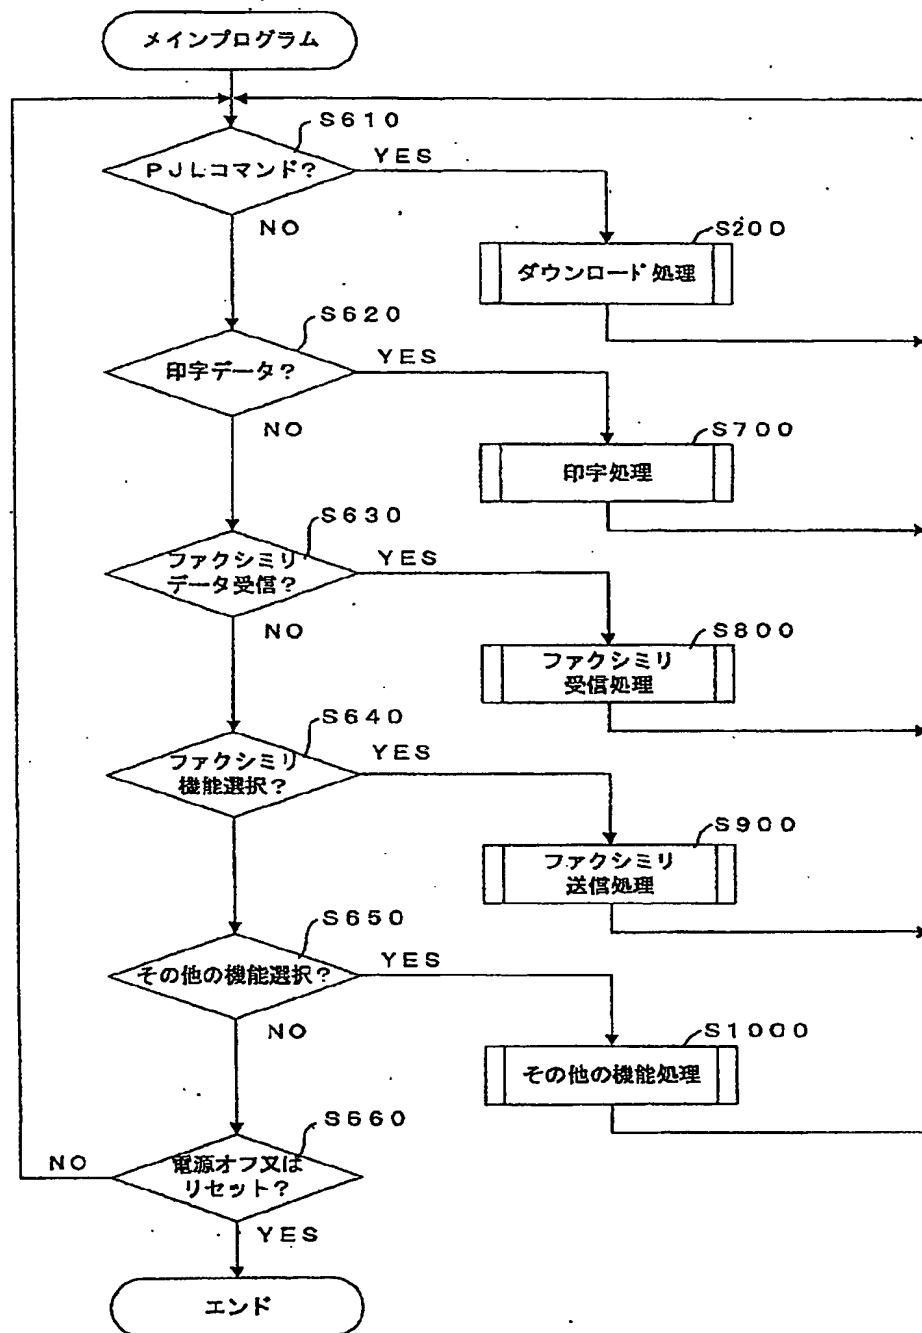 メインプログラム
S610
PJLコマンド?
YES
NO
S200
ダウンロード処理
S620
印字データ?
YES
NO
S700
印字処理
S630
ファクシミリ
データ受信?
YES
NO
S800
ファクシミリ
受信処理
S640
ファクシミリ
機能選択?
YES
S900
ファクシミリ
送信処理
S650
その他の機能選択?
YES
NO
S1000
その他の機能処理
S660
電源オフ又は
リセット?
NO
YES
エンド